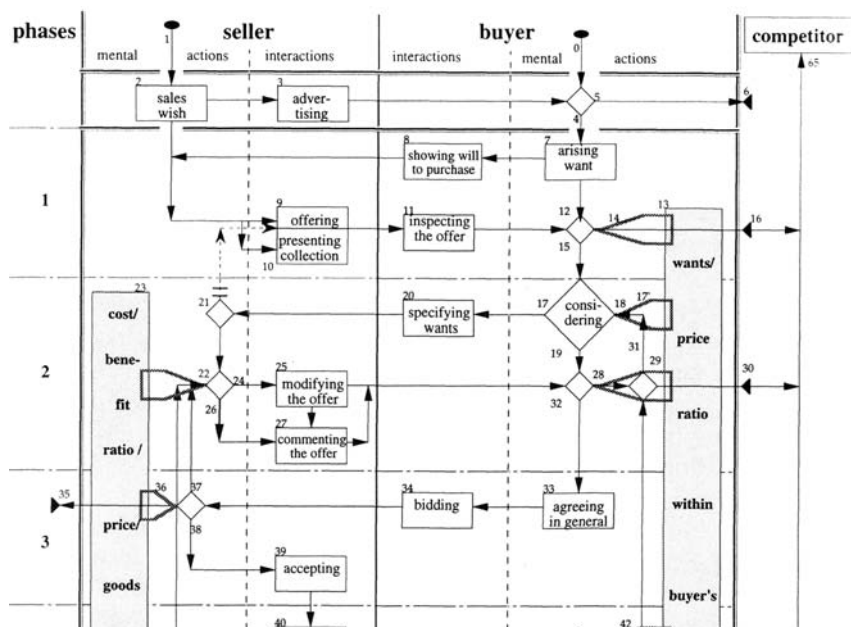 phases
seller
buyer
competitor
mental
actions
interactions
interactions
mental
actions
1
0
65
2
sales
wish
3
adver-
tising
5
4
6
8
showing will
to purchase
7
arising
want
1
9
offering
presenting
collection
10
11
inspecting
the offer
12
15
14
13
16
wants/
23
cost/
bene-
fit
ratio /
price/
goods
21
20
specifying
wants
17
consi-
dering
18
17'
price
19
31
29
30
2
22
24
26
25
modifying
the offer
27
commenting
the offer
32
28
ratio
35
36
37
38
34
bidding
33
agreeing
in general
within
3
39
accepting
buyer's
40
42